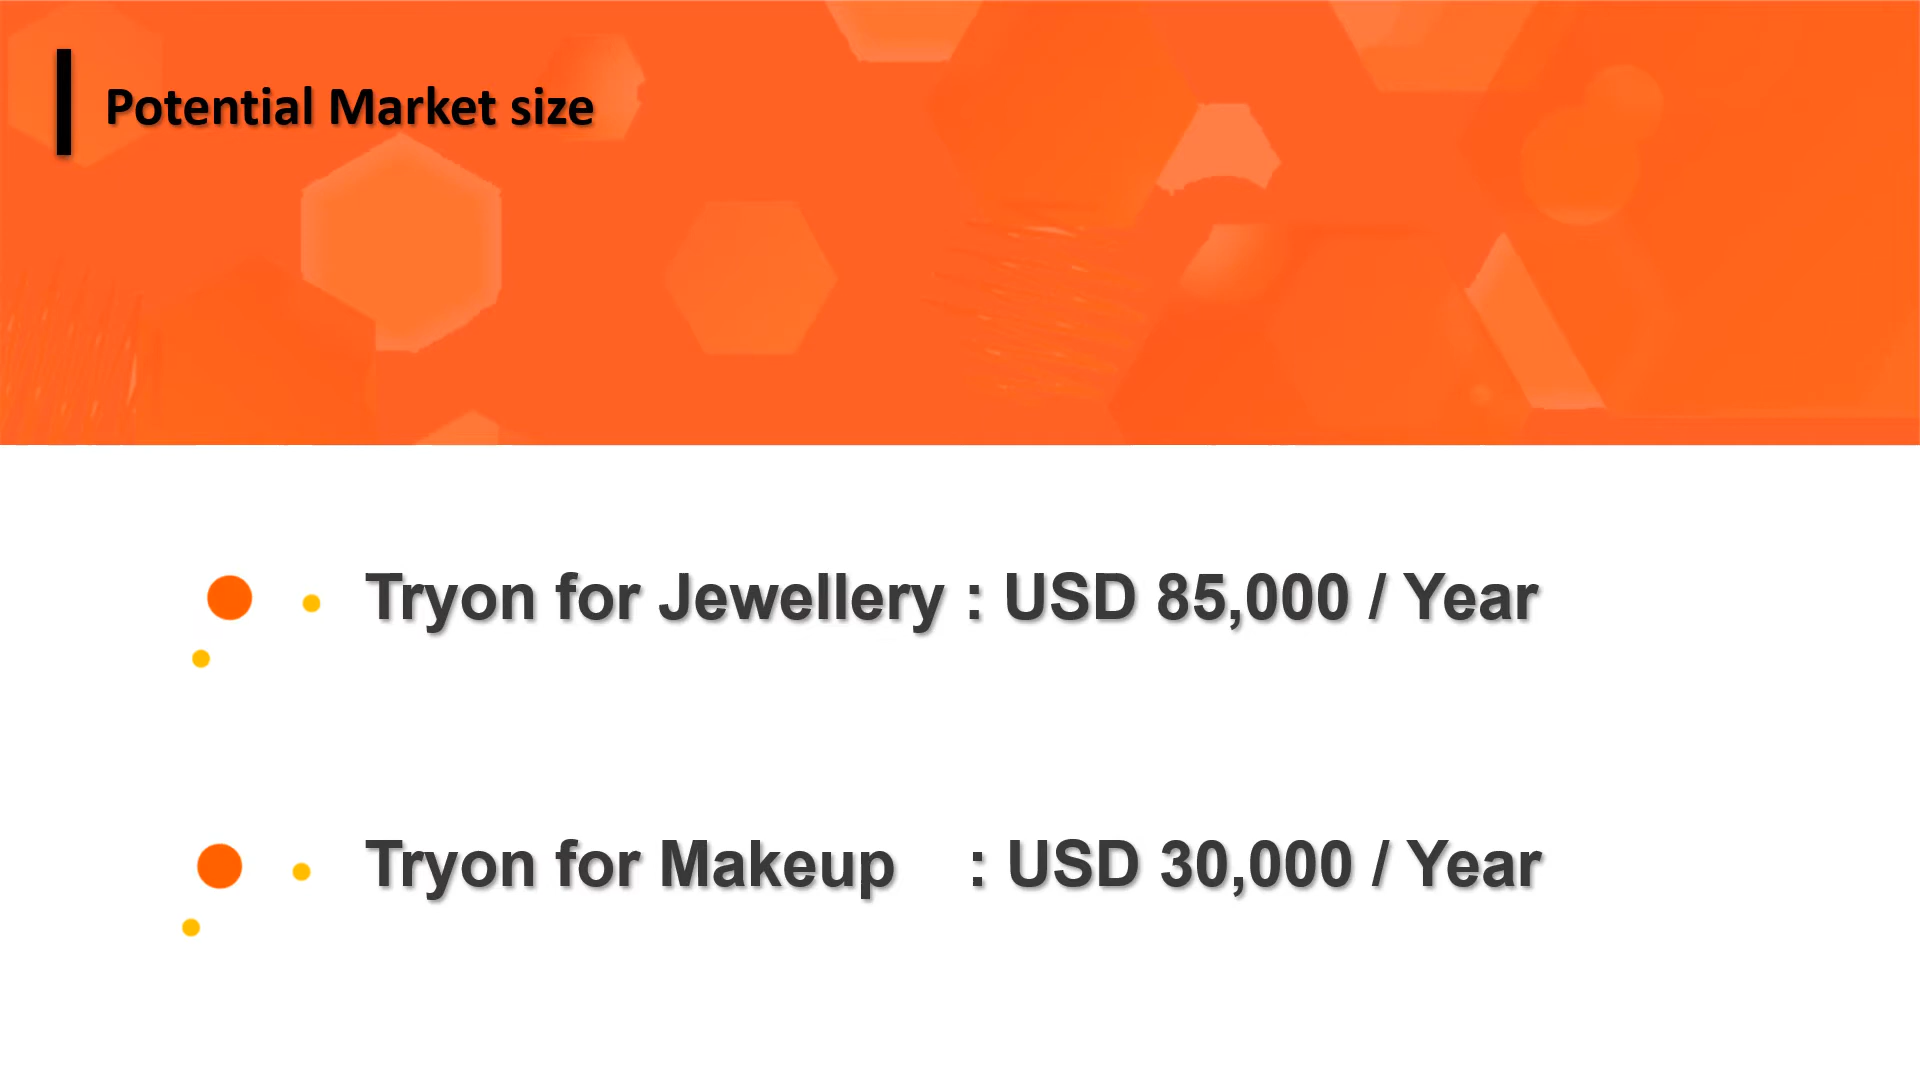 Potential Market size
Tryon for Jewellery : USD 85,000 / Year
Tryon for Makeup : USD 30,000 / Year